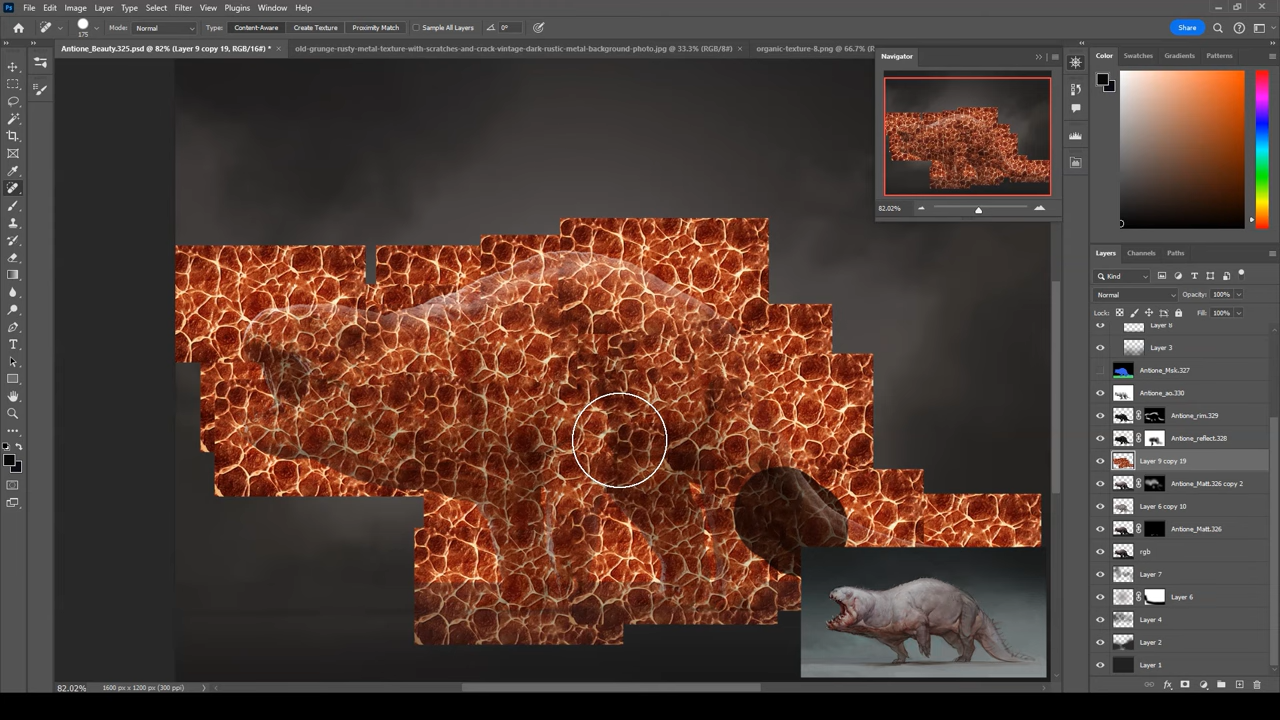 Ps File Edit Image Layer Type Select Filter View Plugins Window Help
175 Mode: Normal Type: Content-Aware Create Texture Proximity Match Sample All Layers 0° Share
Antione_Beauty.325.psd @ 82% (Layer 9 copy 19, RGB/16#) * × old-grunge-rusty-metal-texture-with-scratches-and-crack-vintage-dark-rustic-metal-background-photo.jpg @ 33.3% (RGB/8#) × organic-texture-8.png @ 66.7% (R
Navigator
82.02%
Color Swatches Gradients Patterns
Layers Channels Paths
Kind
Normal Opacity: 100%
Lock: Fill: 100%
Layer 8
Layer 3
Antione_Msk.327
Antione_ao.330
Antione_rim.329
Antione_reflect.328
Layer 9 copy 19
Antione_Matt.326 copy 2
Layer 6 copy 10
Antione_Matt.326
rgb
Layer 7
Layer 6
Layer 4
Layer 2
Layer 1
82.02% 1600 px x 1200 px (300 ppi)
fx